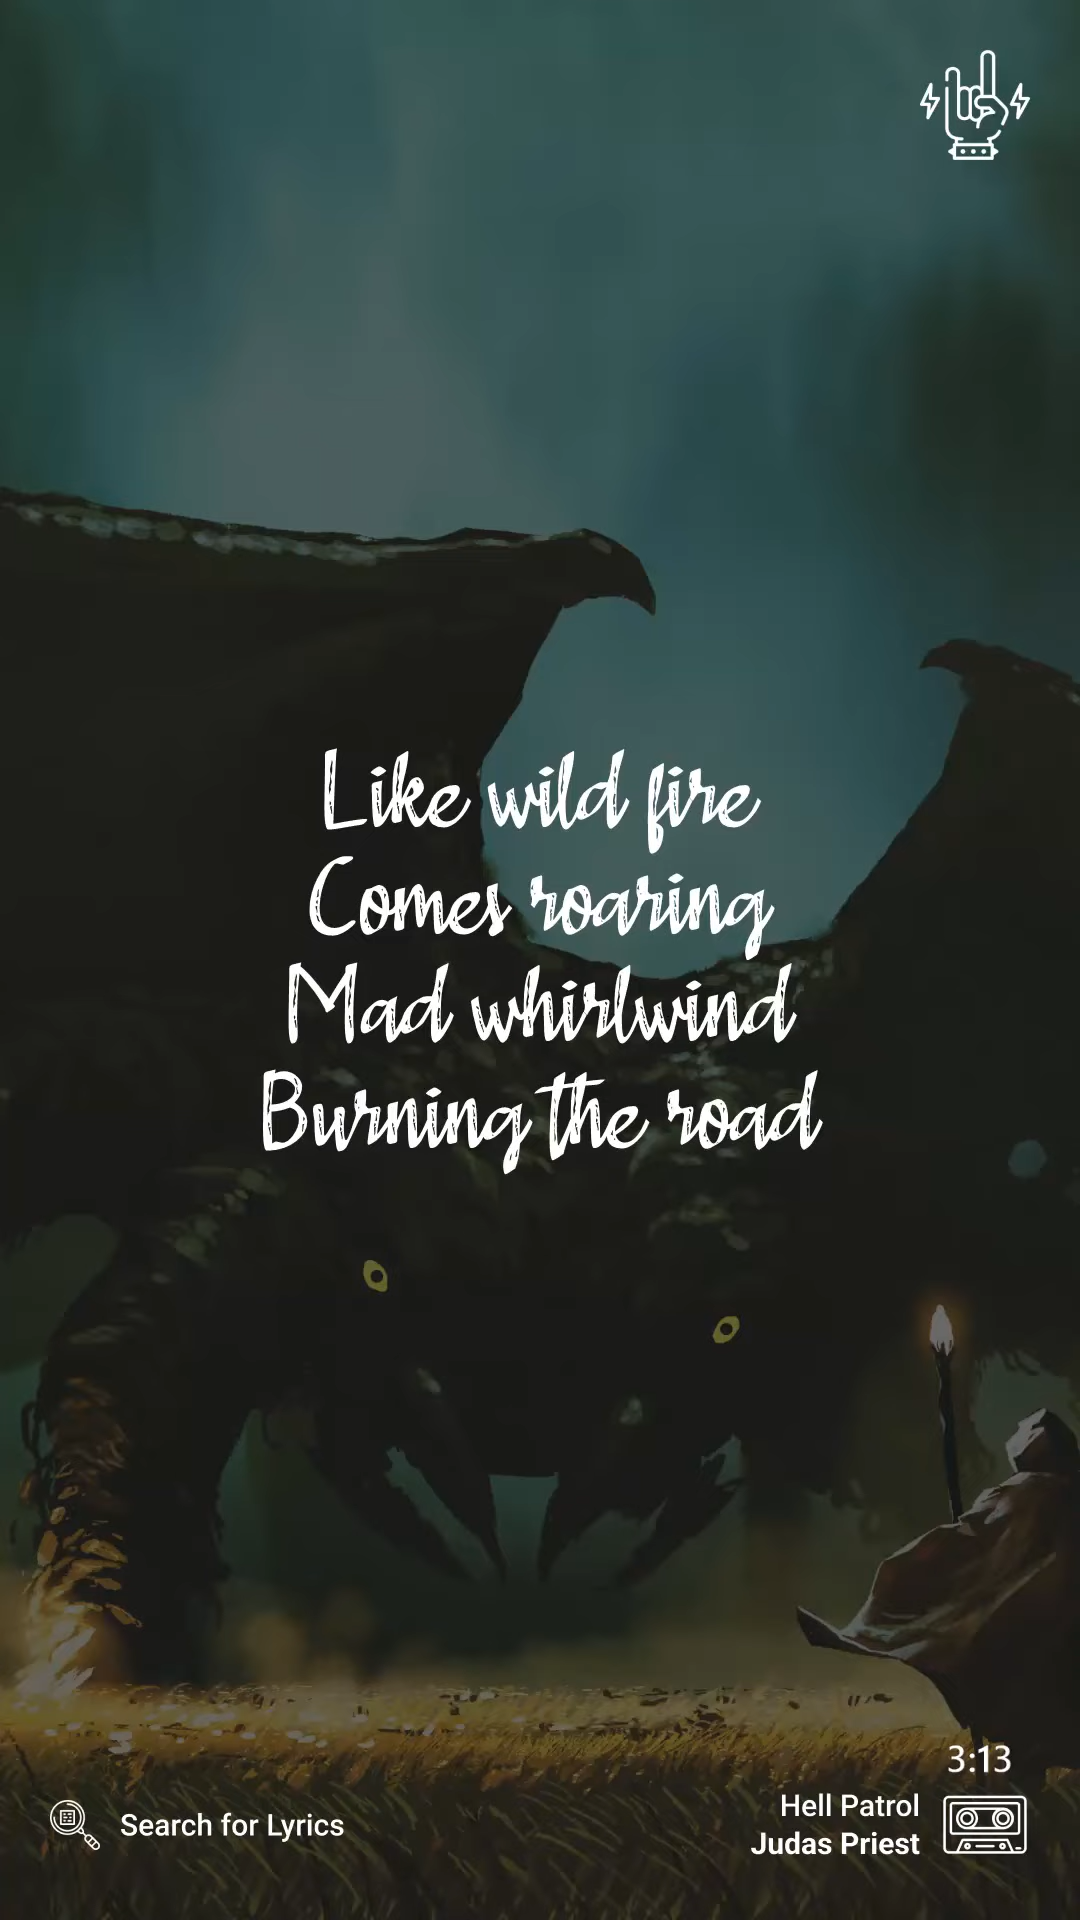 Like wild fire
Comes roaring
Mad whirlwind
Burning the road
3:13
Hell Patrol
Judas Priest
Search for Lyrics